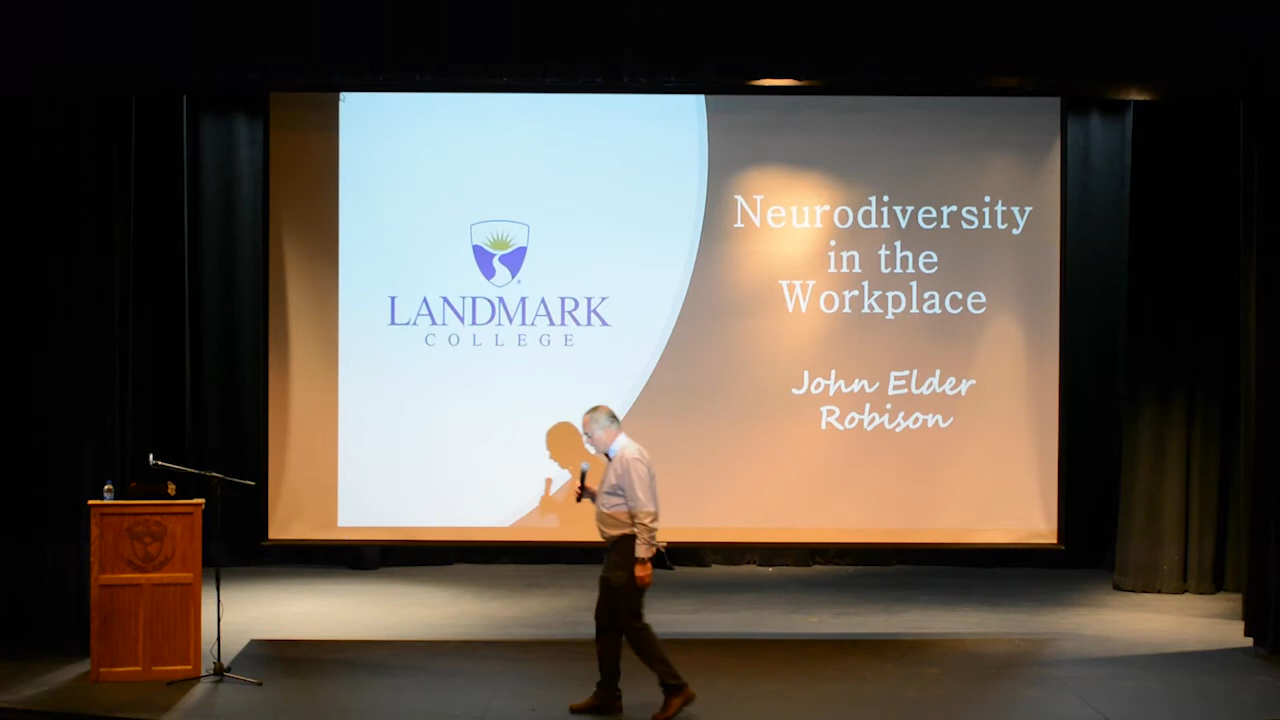 LANDMARK
COLLEGE
Neurodiversity
in the
Workplace
John Elder
Robison